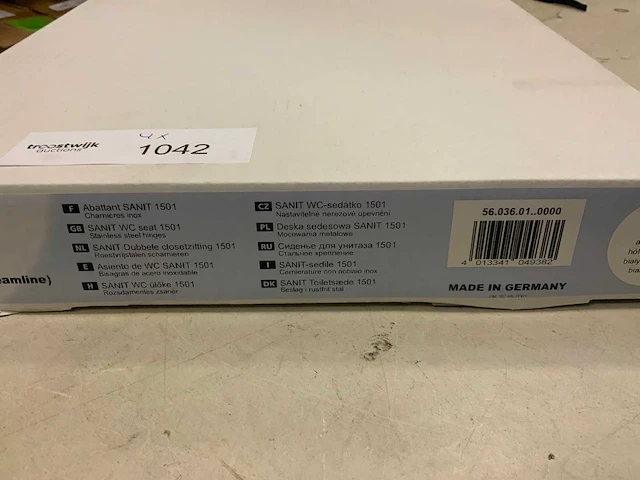 4x
troostwijk
auctions
1042
F Abattant SANIT 1501
Charnieres inox
GB SANIT WC seat 1501
Stainless steel hinges
NL SANIT-Dubbele closetzitting 1501
Roestvrijstalen scharnieren
E Asiento de WC SANIT 1501
Bisagras de acero inoxidable
H SANIT WC ülőke 1501
Rozsdamentes zsanér
CZ SANIT WC-sedátko 1501
Nastavitelné nerezové upevnění
PL Deska sedesowa SANIT 1501
Mocowania metalowe
RU Сиденье для унитаза 1501
Стальное крепление
I SANIT-sedile 1501
Cerniere con acciaio inox
DK SANIT Toiletsæde 1501
Beslag i rustfrit stål
eamline)
56.036.01..0000
4 013341 049382
MADE IN GERMANY